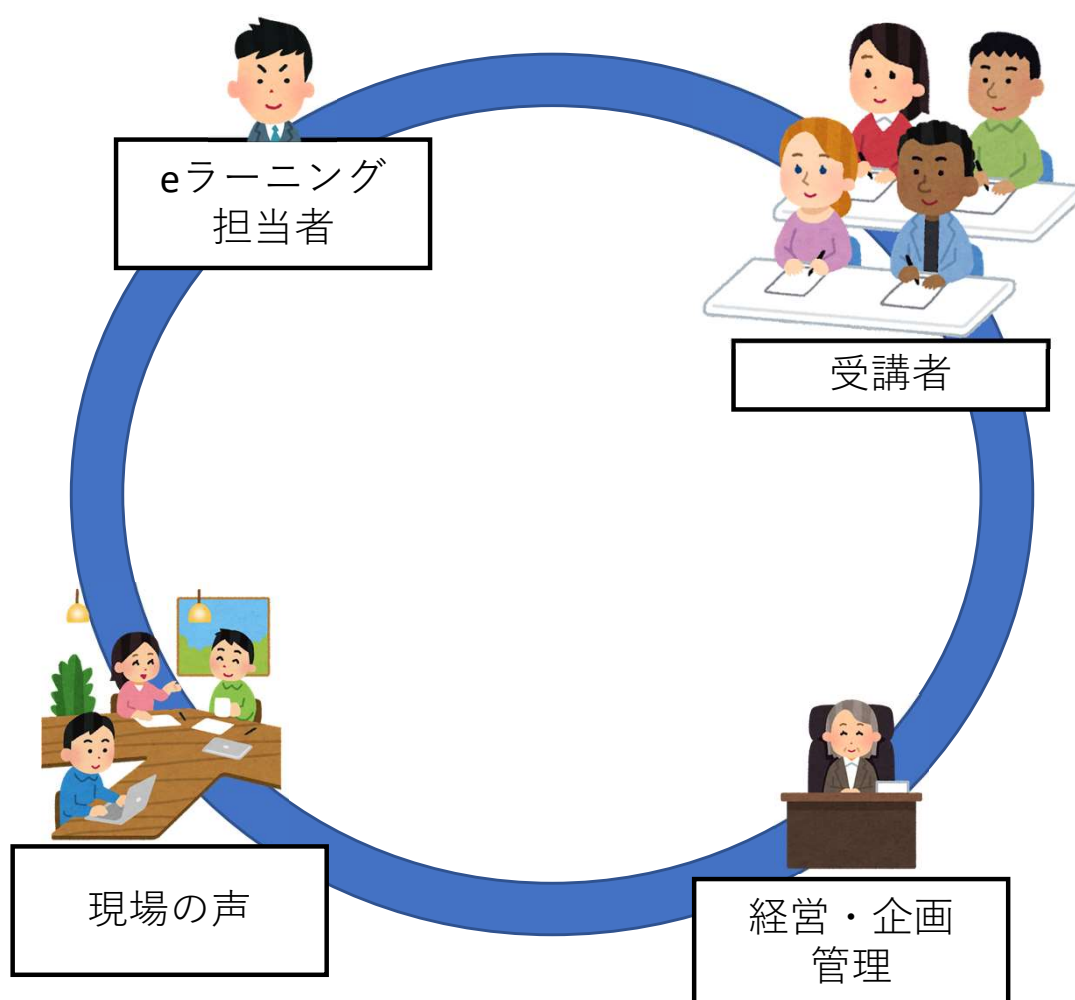 eラーニング
担当者
受講者
現場の声
経営・企画
管理